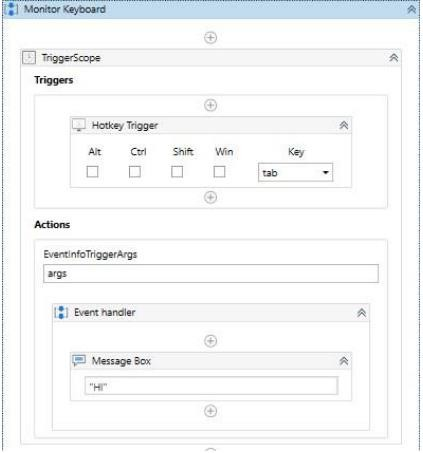 Monitor Keyboard
TriggerScope
Triggers
Hotkey Trigger
Alt Ctrl Shift Win Key
tab
Actions
EventInfoTriggerArgs
args
Event handler
Message Box
"HI"